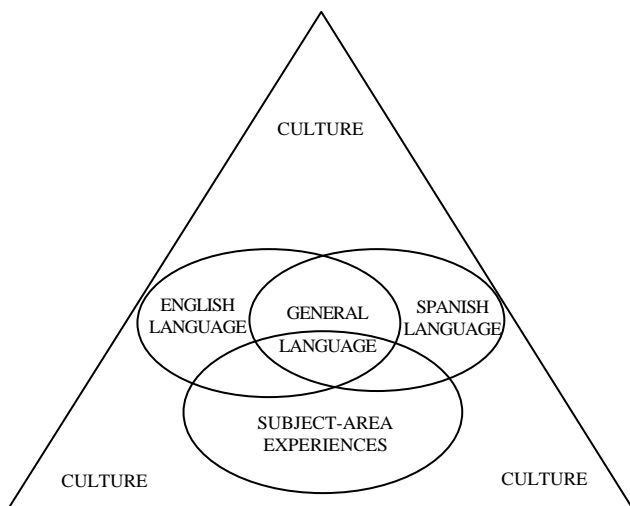 CULTURE
ENGLISH
LANGUAGE
GENERAL
LANGUAGE
SPANISH
LANGUAGE
SUBJECT-AREA
EXPERIENCES
CULTURE
CULTURE